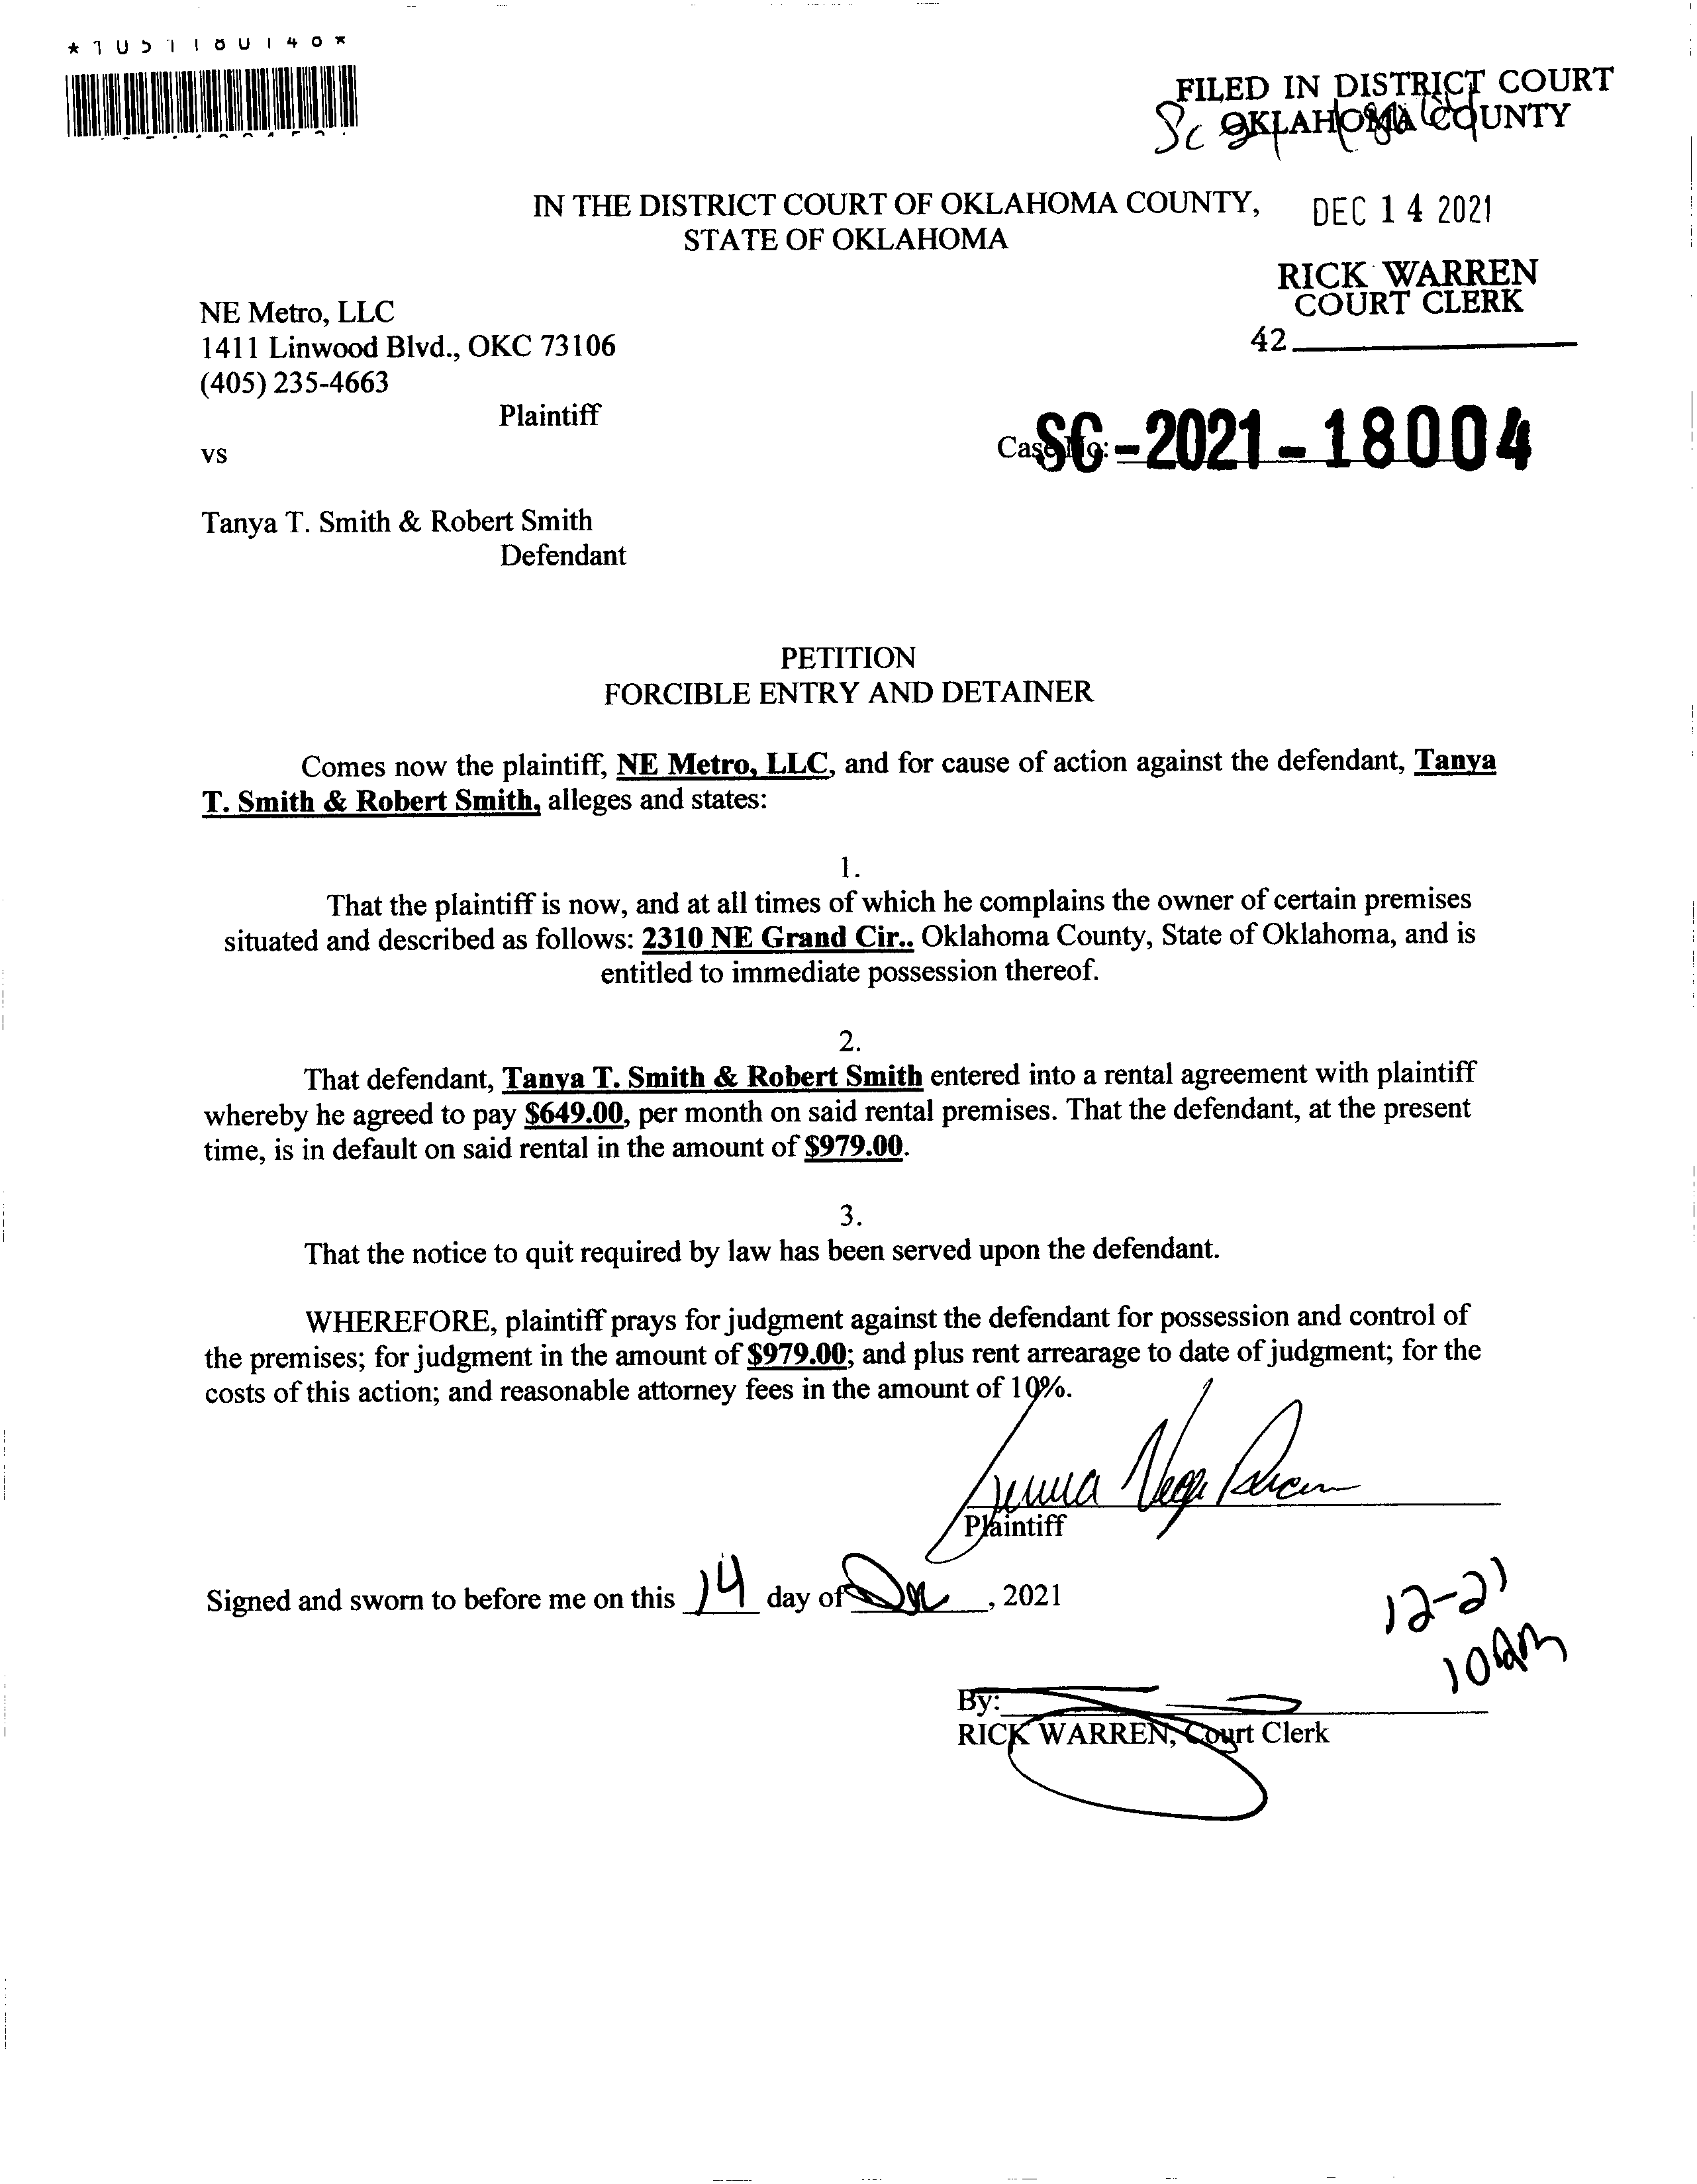 FILED IN DISTRICT COURT
OKLAHOMA COUNTY
IN THE DISTRICT COURT OF OKLAHOMA COUNTY,
STATE OF OKLAHOMA
DEC 14 2021
RICK WARREN
COURT CLERK
42
NE Metro, LLC
1411 Linwood Blvd., OKC 73106
(405) 235-4663
Plaintiff
vs
Case No: SC-2021-18004
Tanya T. Smith & Robert Smith
Defendant
PETITION
FORCIBLE ENTRY AND DETAINER
Comes now the plaintiff, NE Metro, LLC, and for cause of action against the defendant, Tanya
T. Smith & Robert Smith, alleges and states:
1.
That the plaintiff is now, and at all times of which he complains the owner of certain premises
situated and described as follows: 2310 NE Grand Cir.. Oklahoma County, State of Oklahoma, and is
entitled to immediate possession thereof.
2.
That defendant, Tanya T. Smith & Robert Smith entered into a rental agreement with plaintiff
whereby he agreed to pay $649.00, per month on said rental premises. That the defendant, at the present
time, is in default on said rental in the amount of $979.00.
3.
That the notice to quit required by law has been served upon the defendant.
WHEREFORE, plaintiff prays for judgment against the defendant for possession and control of
the premises; for judgment in the amount of $979.00; and plus rent arrearage to date of judgment; for the
costs of this action; and reasonable attorney fees in the amount of 10%.
Plaintiff
Signed and sworn to before me on this 14 day of Dec, 2021
12-21
10am
By:
RICK WARREN, Court Clerk